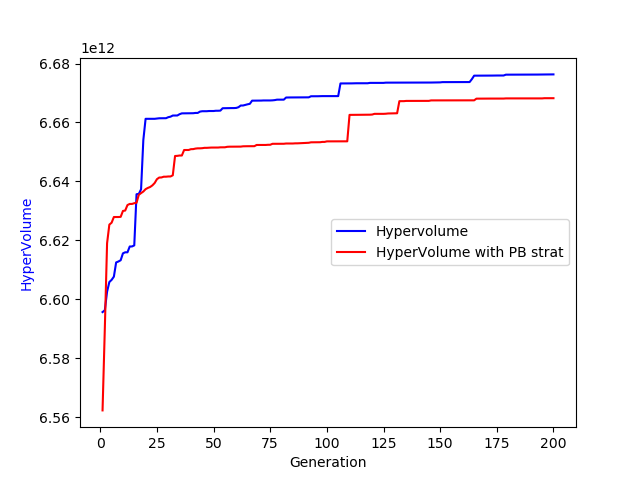 1e12
6.68
6.66
6.64
6.62
6.60
6.58
6.56
HyperVolume
Hypervolume
HyperVolume with PB strat
0 25 50 75 100 125 150 175 200
Generation